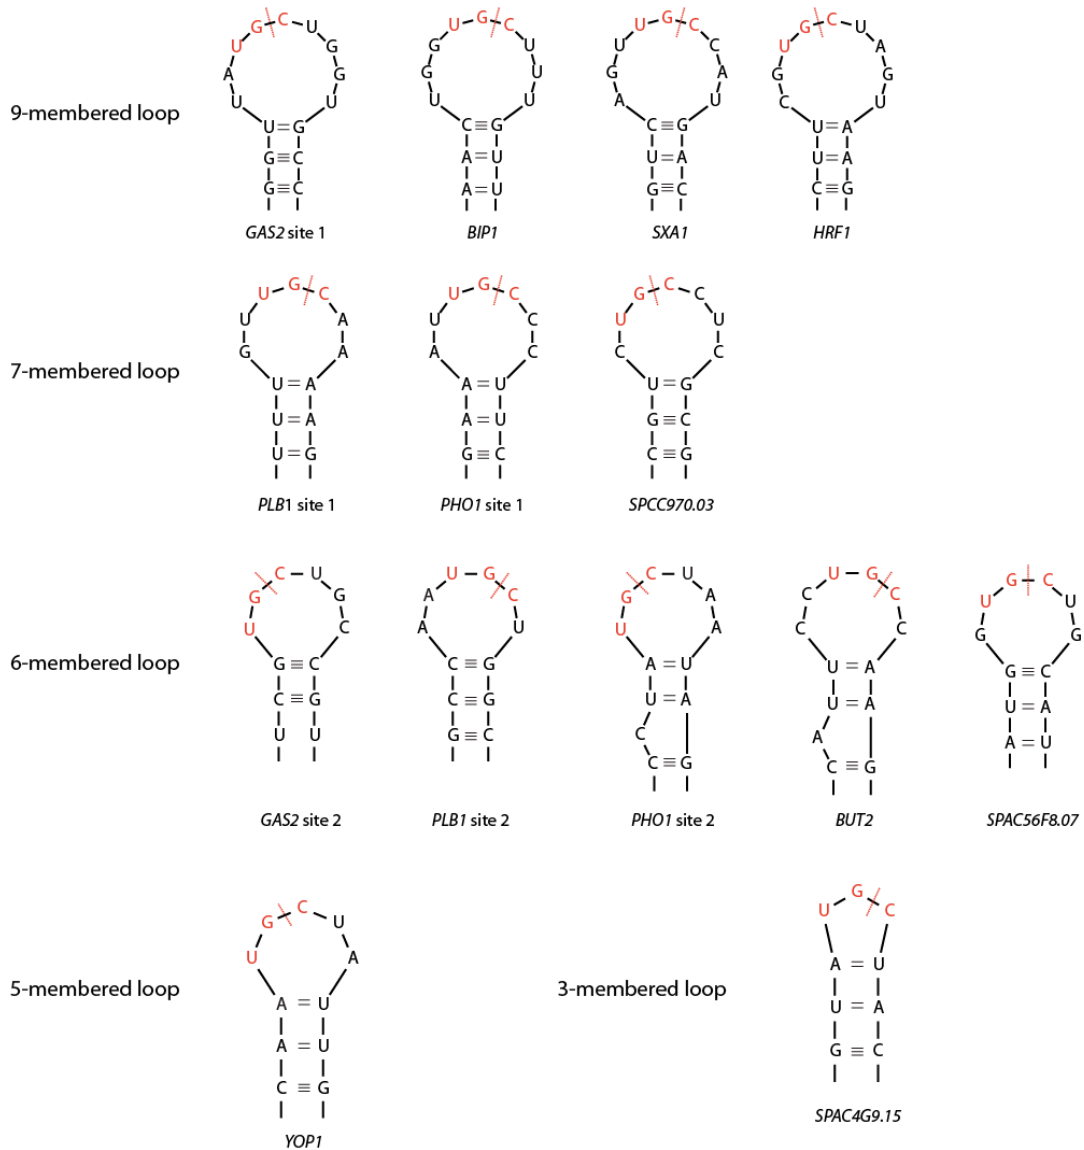 9-membered loop
G G U U A U G C U G G U G C C
GAS2 site 1
A A C U G G U G C U U U G U U
BIP1
G U C A G U U G C C A U G A C
SXA1
C U U C G U G C U A G U A A G
HRF1
7-membered loop
U U U G U U G C A A A A G
PLB1 site 1
G A A A U U G C C C U U C
PHO1 site 1
C G U C U G C C U C G C G
SPCC970.03
6-membered loop
U C G U G C U G C C G U
GAS2 site 2
G C C A A U G C U G G C
PLB1 site 2
C C U A U G C U A A U A G
PHO1 site 2
C A U U C C U G C C A A G
BUT2
A U G G U G C U G C A U
SPAC56F8.07
5-membered loop
C A A U G C U A U U G
YOP1
3-membered loop
G U A U G C U A C
SPAC4G9.15